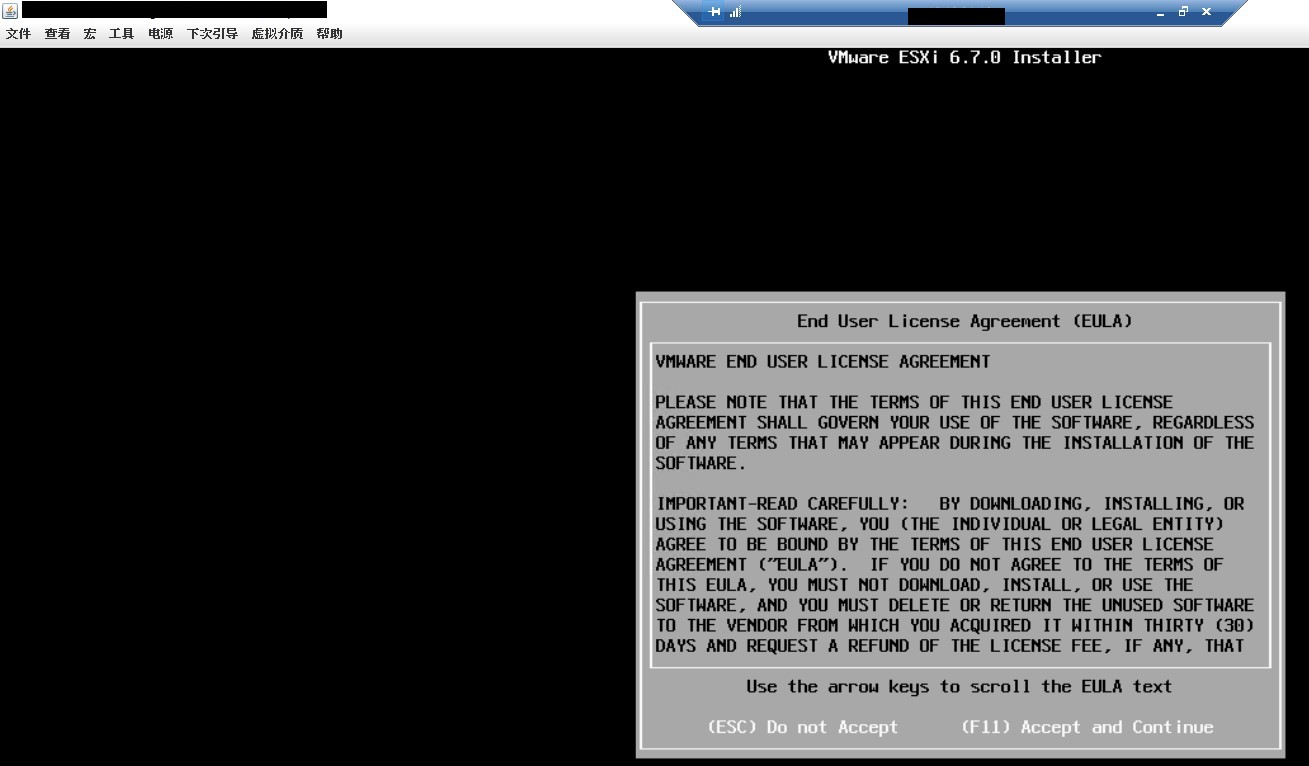 文件 查看 宏 工具 电源 下次引导 虚拟介质 帮助
VMware ESXi 6.7.0 Installer
End User License Agreement (EULA)
VMWARE END USER LICENSE AGREEMENT
PLEASE NOTE THAT THE TERMS OF THIS END USER LICENSE
AGREEMENT SHALL GOVERN YOUR USE OF THE SOFTWARE, REGARDLESS
OF ANY TERMS THAT MAY APPEAR DURING THE INSTALLATION OF THE
SOFTWARE.
IMPORTANT-READ CAREFULLY:   BY DOWNLOADING, INSTALLING, OR
USING THE SOFTWARE, YOU (THE INDIVIDUAL OR LEGAL ENTITY)
AGREE TO BE BOUND BY THE TERMS OF THIS END USER LICENSE
AGREEMENT ("EULA").  IF YOU DO NOT AGREE TO THE TERMS OF
THIS EULA, YOU MUST NOT DOWNLOAD, INSTALL, OR USE THE
SOFTWARE, AND YOU MUST DELETE OR RETURN THE UNUSED SOFTWARE
TO THE VENDOR FROM WHICH YOU ACQUIRED IT WITHIN THIRTY (30)
DAYS AND REQUEST A REFUND OF THE LICENSE FEE, IF ANY, THAT
Use the arrow keys to scroll the EULA text
(ESC) Do not Accept (F11) Accept and Continue